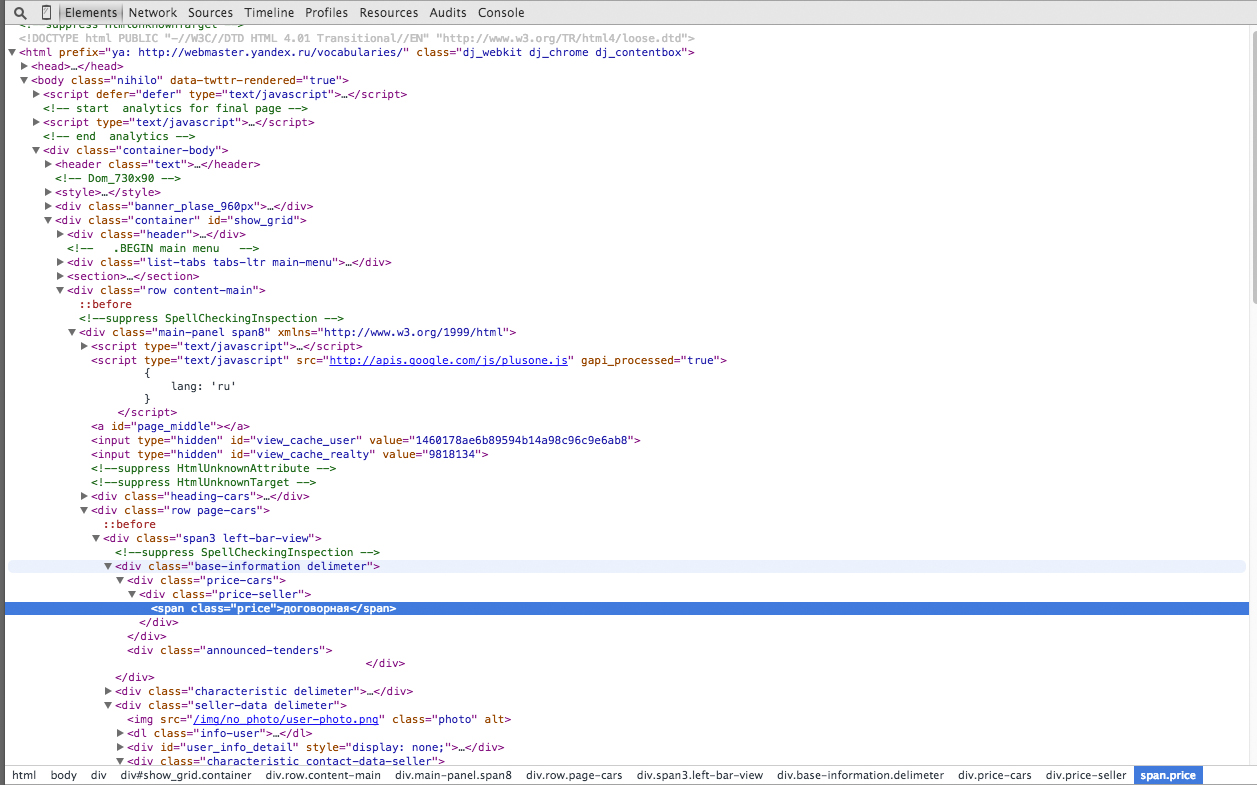 Elements Network Sources Timeline Profiles Resources Audits Console
<!--suppress HtmlUnknownTarget -->
<!DOCTYPE html PUBLIC "-//W3C//DTD HTML 4.01 Transitional//EN" "http://www.w3.org/TR/html4/loose.dtd">
<html prefix="ya: http://webmaster.yandex.ru/vocabularies/" class="dj_webkit dj_chrome dj_contentbox">
<head>…</head>
<body class="nihilo" data-twttr-rendered="true">
<script defer="defer" type="text/javascript">…</script>
<!-- start  analytics for final page -->
<script type="text/javascript">…</script>
<!-- end  analytics -->
<div class="container-body">
<header class="text">…</header>
<!-- Dom_730x90 -->
<style>…</style>
<div class="banner_plase_960px">…</div>
<div class="container" id="show_grid">
<div class="header">…</div>
<!--   .BEGIN main menu   -->
<div class="list-tabs tabs-ltr main-menu">…</div>
<section>…</section>
<div class="row content-main">
::before
<!--suppress SpellCheckingInspection -->
<div class="main-panel span8" xmlns="http://www.w3.org/1999/html">
<script type="text/javascript">…</script>
<script type="text/javascript" src="http://apis.google.com/js/plusone.js" gapi_processed="true">
{
lang: 'ru'
}
</script>
<a id="page_middle"></a>
<input type="hidden" id="view_cache_user" value="1460178ae6b89594b14a98c96c9e6ab8">
<input type="hidden" id="view_cache_realty" value="9818134">
<!--suppress HtmlUnknownAttribute -->
<!--suppress HtmlUnknownTarget -->
<div class="heading-cars">…</div>
<div class="row page-cars">
::before
<div class="span3 left-bar-view">
<!--suppress SpellCheckingInspection -->
<div class="base-information delimeter">
<div class="price-cars">
<div class="price-seller">
<span class="price">договорная</span>
</div>
</div>
<div class="announced-tenders">
</div>
</div>
<div class="characteristic delimeter">…</div>
<div class="seller-data delimeter">
<img src="/img/no_photo/user-photo.png" class="photo" alt>
<dl class="info-user">…</dl>
<div id="user_info_detail" style="display: none;">…</div>
<div class="characteristic contact-data-seller">
html body div div#show_grid.container div.row.content-main div.main-panel.span8 div.row.page-cars div.span3.left-bar-view div.base-information.delimeter div.price-cars div.price-seller span.price